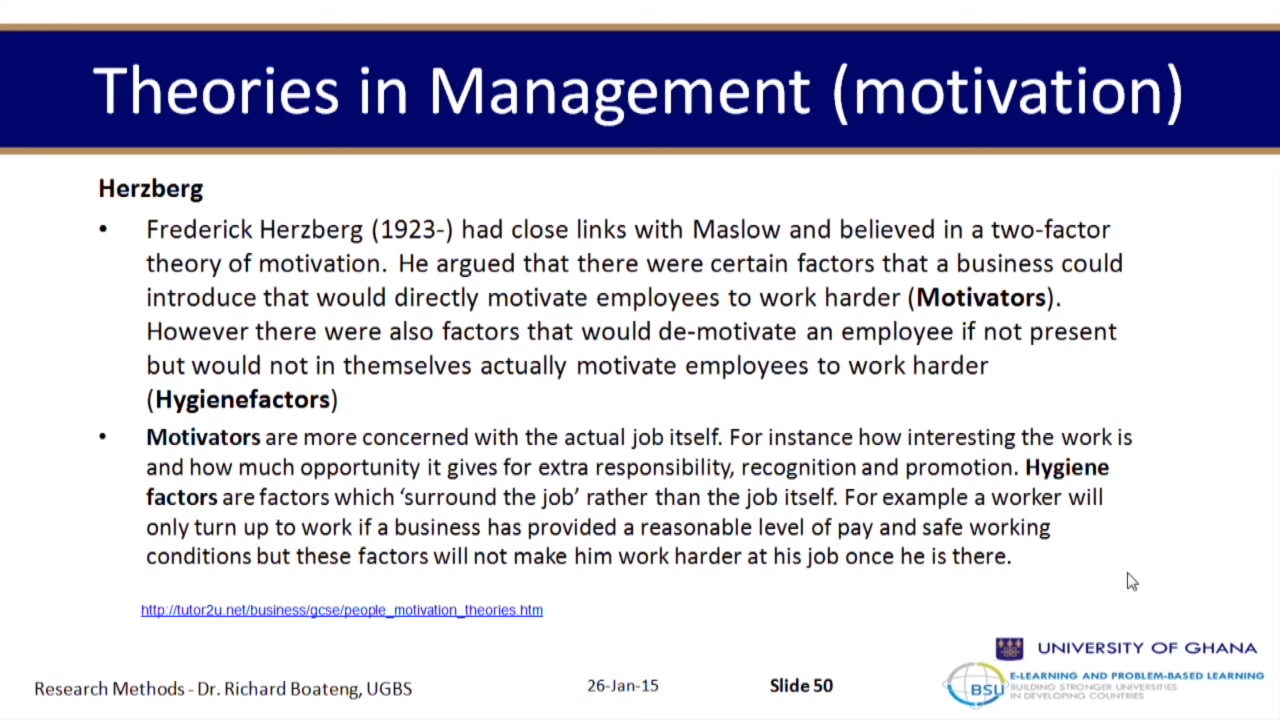 Theories in Management (motivation)
Herzberg
• Frederick Herzberg (1923-) had close links with Maslow and believed in a two-factor
theory of motivation. He argued that there were certain factors that a business could
introduce that would directly motivate employees to work harder (Motivators).
However there were also factors that would de-motivate an employee if not present
but would not in themselves actually motivate employees to work harder
(Hygienefactors)
• Motivators are more concerned with the actual job itself. For instance how interesting the work is
and how much opportunity it gives for extra responsibility, recognition and promotion. Hygiene
factors are factors which ‘surround the job’ rather than the job itself. For example a worker will
only turn up to work if a business has provided a reasonable level of pay and safe working
conditions but these factors will not make him work harder at his job once he is there.
http://tutor2u.net/business/gcse/people_motivation_theories.htm
UNIVERSITY OF GHANA
BSU
E-LEARNING AND PROBLEM-BASED LEARNING
BUILDING STRONGER UNIVERSITIES
IN DEVELOPING COUNTRIES
Research Methods - Dr. Richard Boateng, UGBS
26-Jan-15
Slide 50